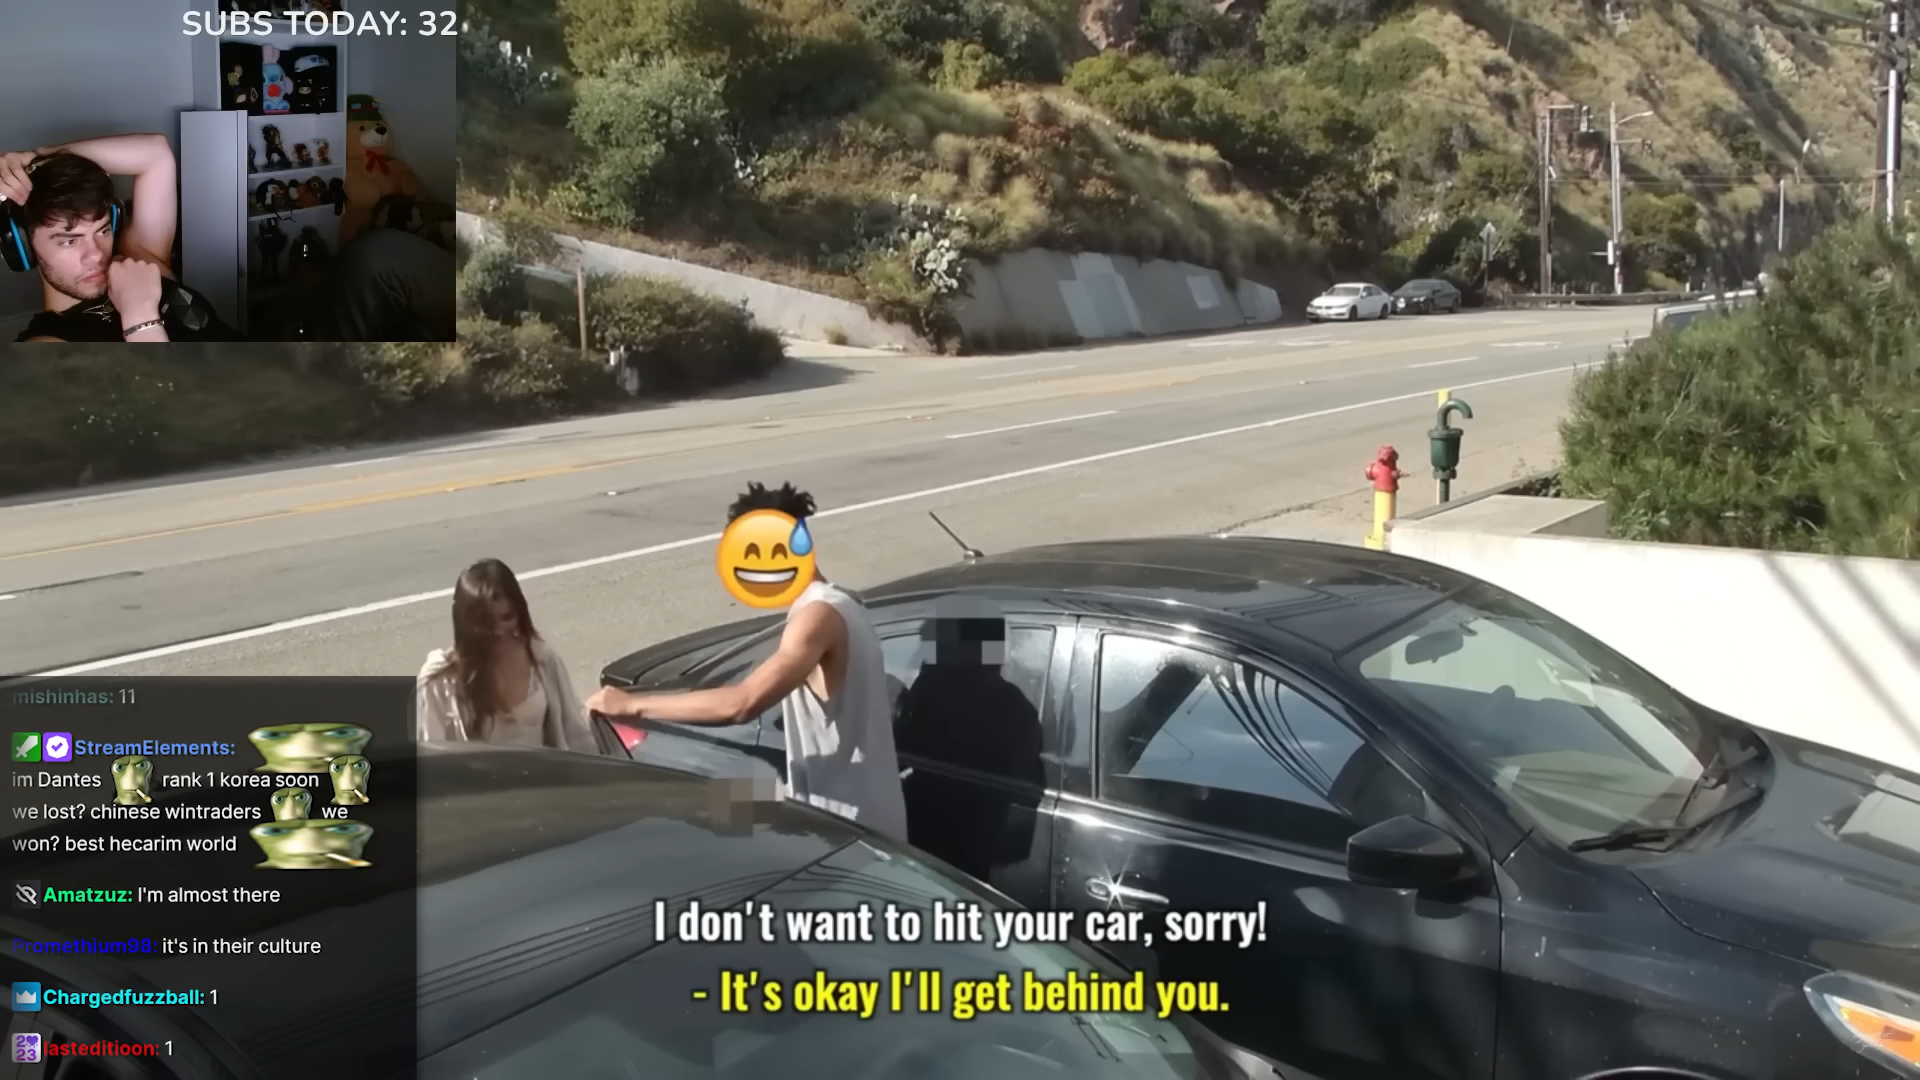 SUBS TODAY: 32
mishinhas: 11
StreamElements:
im Dantes rank 1 korea soon
we lost? chinese wintraders we
won? best hecarim world
Amatzuz: I'm almost there
Promethium98: it's in their culture
Chargedfuzzball: 1
lasteditioon: 1
I don't want to hit your car, sorry!
- It's okay I'll get behind you.